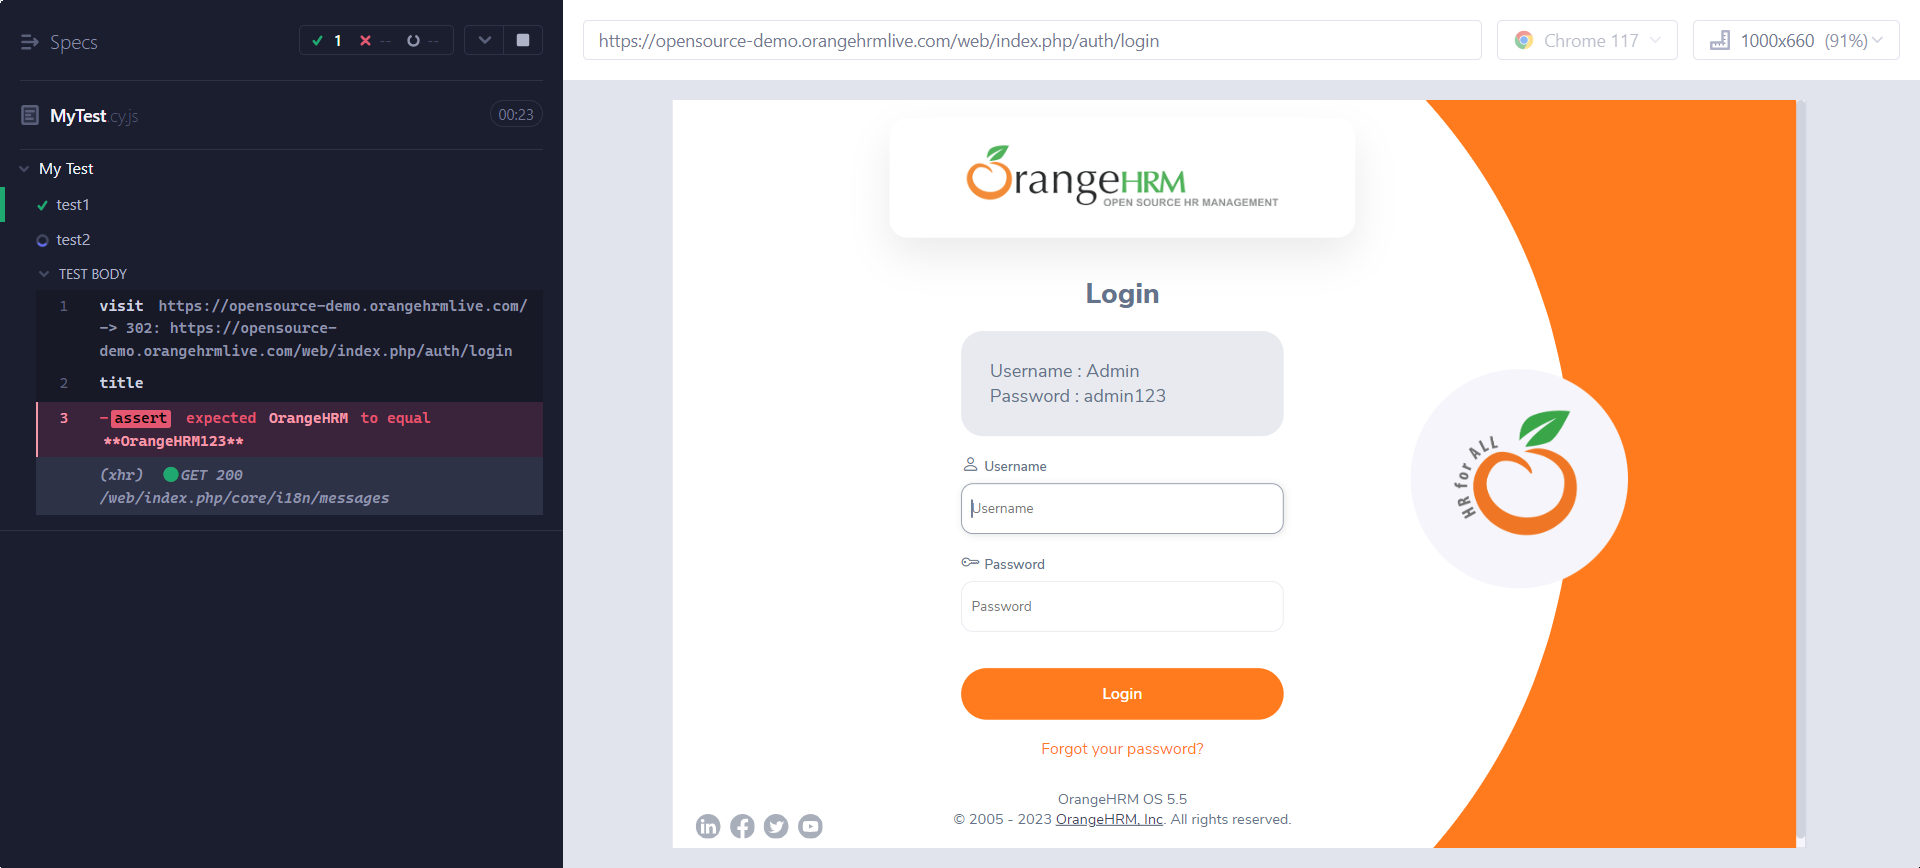 Specs
1 -- --
MyTest.cy.js
00:23
My Test
test1
test2
TEST BODY
1 visit https://opensource-demo.orangehrmlive.com/
-> 302: https://opensource-
demo.orangehrmlive.com/web/index.php/auth/login
2 title
3 -assert expected OrangeHRM to equal
**OrangeHRM123**
(xhr) GET 200
/web/index.php/core/i18n/messages
https://opensource-demo.orangehrmlive.com/web/index.php/auth/login
Chrome 117
1000x660 (91%)
OrangeHRM
OPEN SOURCE HR MANAGEMENT
Login
Username : Admin
Password : admin123
Username
Username
Password
Password
Login
Forgot your password?
OrangeHRM OS 5.5
© 2005 - 2023 OrangeHRM, Inc. All rights reserved.
HR for ALL